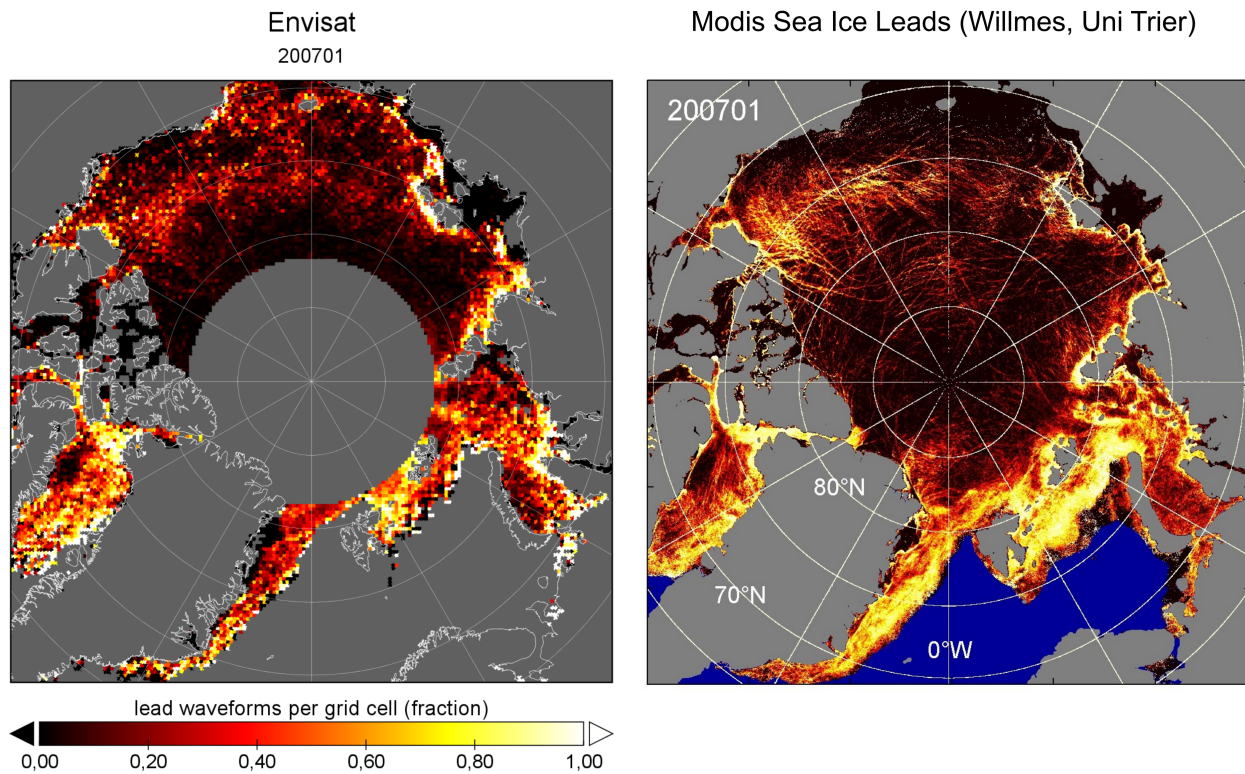 Envisat
200701
Modis Sea Ice Leads (Willmes, Uni Trier)
200701
80°N
70°N
0°W
lead waveforms per grid cell (fraction)
0,00 0,20 0,40 0,60 0,80 1,00